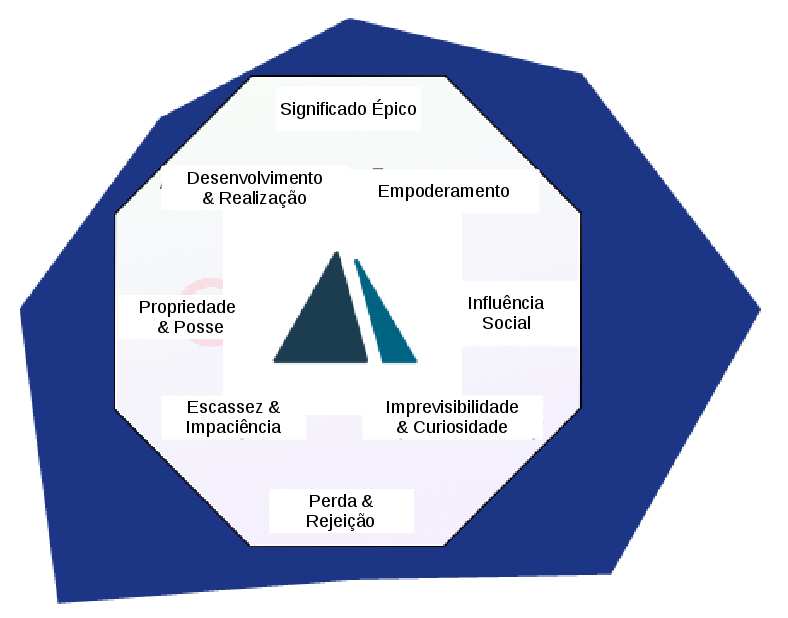 Significado Épico
Desenvolvimento
& Realização
Empoderamento
Propriedade
& Posse
Influência
Social
Escassez &
Impaciência
Imprevisibilidade
& Curiosidade
Perda &
Rejeição